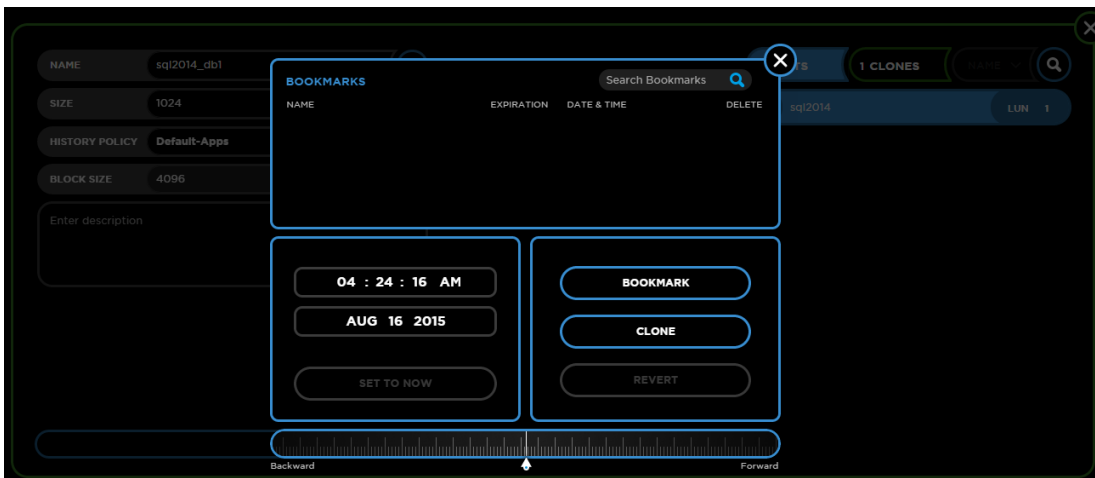 NAME sql2014_db1
SIZE 1024
HISTORY POLICY Default-Apps
BLOCK SIZE 4096
Enter description
BOOKMARKS Search Bookmarks
NAME EXPIRATION DATE & TIME DELETE
04 : 24 : 16 AM
AUG 16 2015
SET TO NOW
BOOKMARK
CLONE
REVERT
Backward Forward
1 CLONES NAME
sql2014 LUN 1